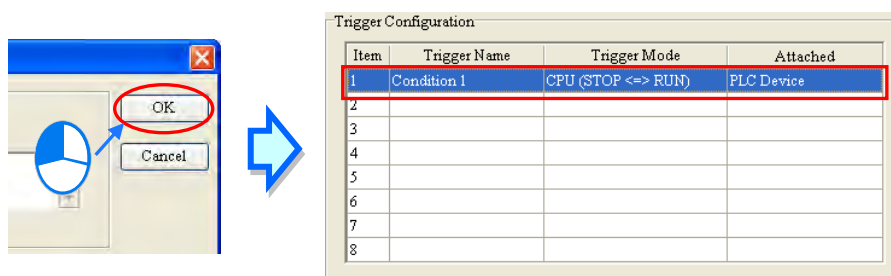 OK
Cancel
Trigger Configuration
Item Trigger Name Trigger Mode Attached
1 Condition 1 CPU (STOP <=> RUN) PLC Device
2
3
4
5
6
7
8